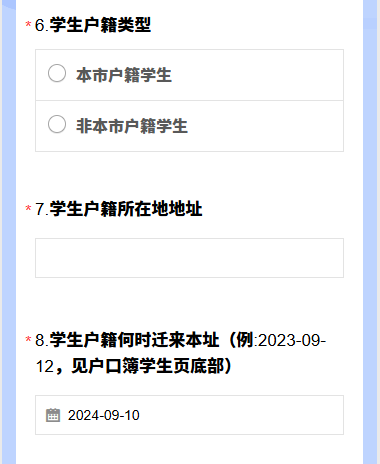 * 6.学生户籍类型
本市户籍学生
非本市户籍学生
* 7.学生户籍所在地地址
* 8.学生户籍何时迁来本址（例:2023-09-
12，见户口簿学生页底部）
2024-09-10